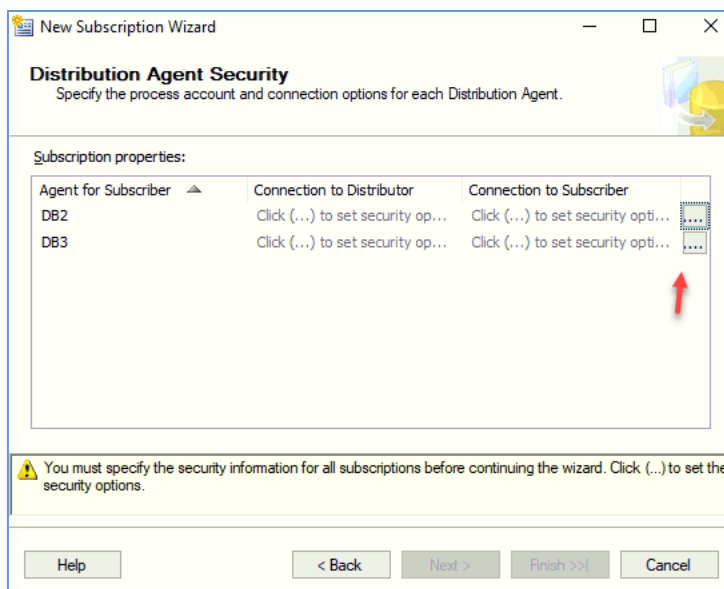 New Subscription Wizard
Distribution Agent Security
Specify the process account and connection options for each Distribution Agent.
Subscription properties:
Agent for Subscriber Connection to Distributor Connection to Subscriber
DB2 Click (...) to set security op... Click (...) to set security opti... ....
DB3 Click (...) to set security op... Click (...) to set security opti... ....
You must specify the security information for all subscriptions before continuing the wizard. Click (...) to set the
security options.
Help < Back Next > Finish >>| Cancel